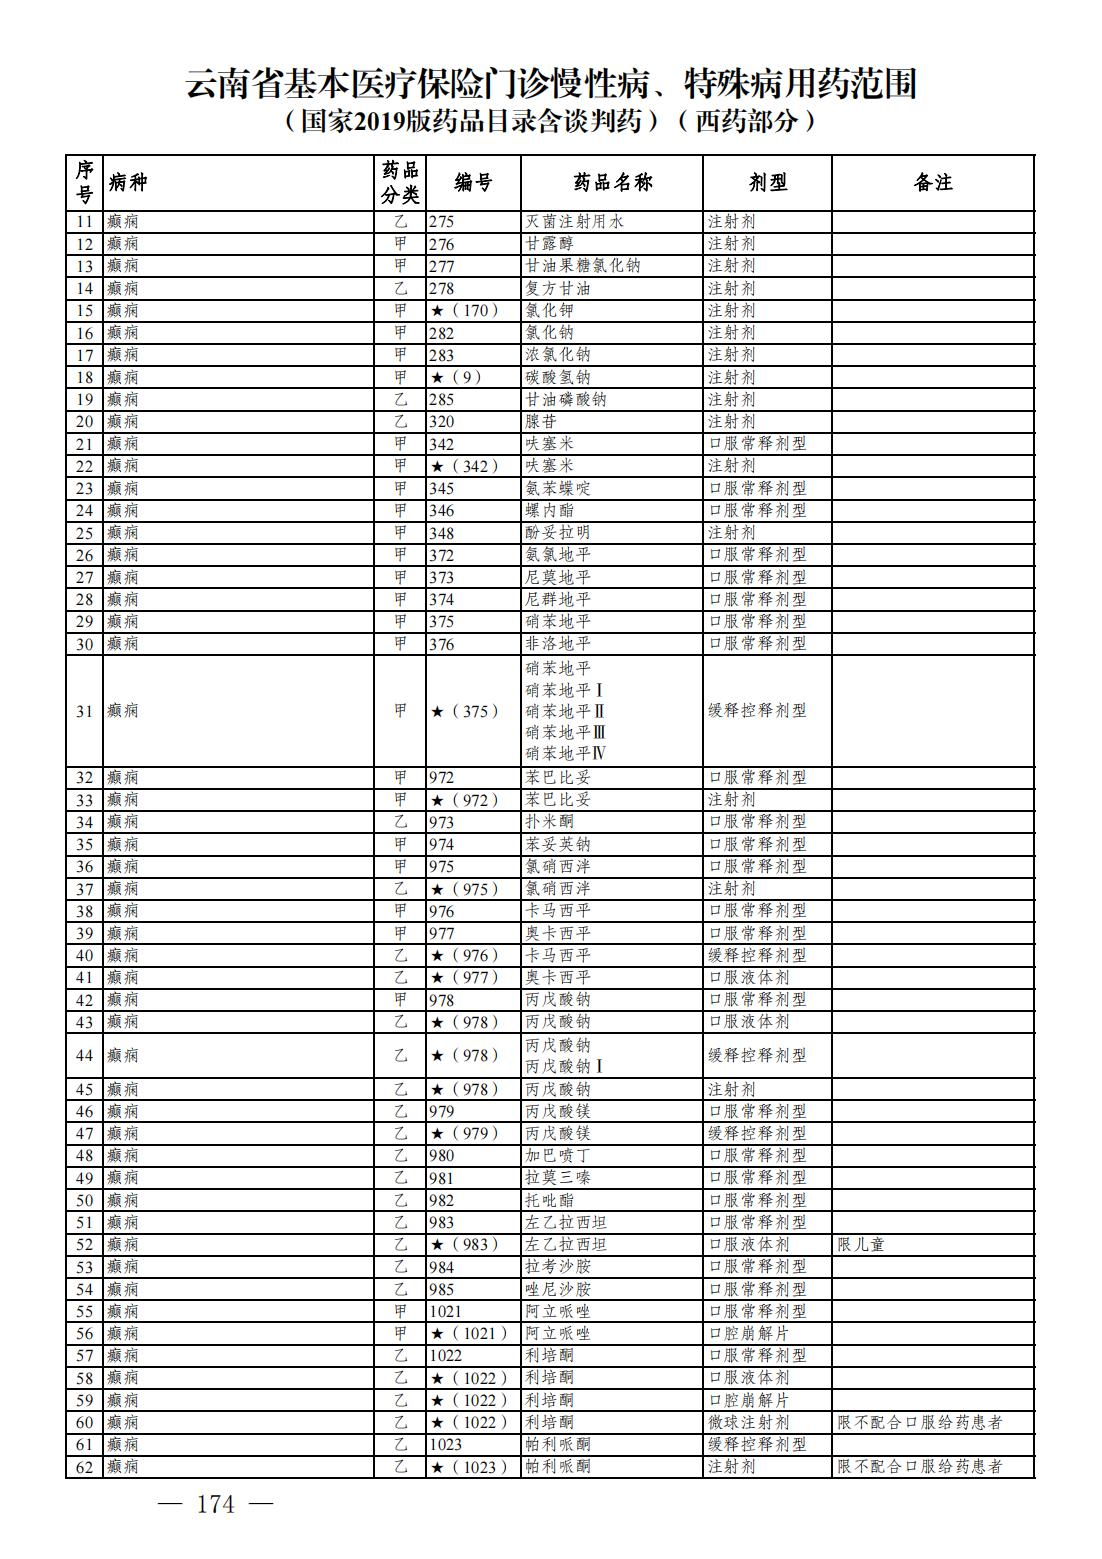 云南省基本医疗保险门诊慢性病、特殊病用药范围
（国家2019版药品目录含谈判药）（西药部分）
序号 病种 药品分类 编号 药品名称 剂型 备注
11 癫痫 乙 275 灭菌注射用水 注射剂
12 癫痫 甲 276 甘露醇 注射剂
13 癫痫 甲 277 甘油果糖氯化钠 注射剂
14 癫痫 乙 278 复方甘油 注射剂
15 癫痫 甲 ★（170） 氯化钾 注射剂
16 癫痫 甲 282 氯化钠 注射剂
17 癫痫 甲 283 浓氯化钠 注射剂
18 癫痫 甲 ★（9） 碳酸氢钠 注射剂
19 癫痫 乙 285 甘油磷酸钠 注射剂
20 癫痫 乙 320 腺苷 注射剂
21 癫痫 甲 342 呋塞米 口服常释剂型
22 癫痫 甲 ★（342） 呋塞米 注射剂
23 癫痫 甲 345 氨苯蝶啶 口服常释剂型
24 癫痫 甲 346 螺内酯 口服常释剂型
25 癫痫 甲 348 酚妥拉明 注射剂
26 癫痫 甲 372 氨氯地平 口服常释剂型
27 癫痫 甲 373 尼莫地平 口服常释剂型
28 癫痫 甲 374 尼群地平 口服常释剂型
29 癫痫 甲 375 硝苯地平 口服常释剂型
30 癫痫 甲 376 非洛地平 口服常释剂型
31 癫痫 甲 ★（375） 硝苯地平
硝苯地平Ⅰ
硝苯地平Ⅱ
硝苯地平Ⅲ
硝苯地平Ⅳ 缓释控释剂型
32 癫痫 甲 972 苯巴比妥 口服常释剂型
33 癫痫 甲 ★（972） 苯巴比妥 注射剂
34 癫痫 乙 973 扑米酮 口服常释剂型
35 癫痫 甲 974 苯妥英钠 口服常释剂型
36 癫痫 甲 975 氯硝西泮 口服常释剂型
37 癫痫 乙 ★（975） 氯硝西泮 注射剂
38 癫痫 甲 976 卡马西平 口服常释剂型
39 癫痫 甲 977 奥卡西平 口服常释剂型
40 癫痫 乙 ★（976） 卡马西平 缓释控释剂型
41 癫痫 乙 ★（977） 奥卡西平 口服液体剂
42 癫痫 甲 978 丙戊酸钠 口服常释剂型
43 癫痫 乙 ★（978） 丙戊酸钠 口服液体剂
44 癫痫 乙 ★（978） 丙戊酸钠
丙戊酸钠Ⅰ 缓释控释剂型
45 癫痫 乙 ★（978） 丙戊酸钠 注射剂
46 癫痫 乙 979 丙戊酸镁 口服常释剂型
47 癫痫 乙 ★（979） 丙戊酸镁 缓释控释剂型
48 癫痫 乙 980 加巴喷丁 口服常释剂型
49 癫痫 乙 981 拉莫三嗪 口服常释剂型
50 癫痫 乙 982 托吡酯 口服常释剂型
51 癫痫 乙 983 左乙拉西坦 口服常释剂型
52 癫痫 乙 ★（983） 左乙拉西坦 口服液体剂 限儿童
53 癫痫 乙 984 拉考沙胺 口服常释剂型
54 癫痫 乙 985 唑尼沙胺 口服常释剂型
55 癫痫 甲 1021 阿立哌唑 口服常释剂型
56 癫痫 甲 ★（1021） 阿立哌唑 口腔崩解片
57 癫痫 乙 1022 利培酮 口服常释剂型
58 癫痫 乙 ★（1022） 利培酮 口服液体剂
59 癫痫 乙 ★（1022） 利培酮 口腔崩解片
60 癫痫 乙 ★（1022） 利培酮 微球注射剂 限不配合口服给药患者
61 癫痫 乙 1023 帕利哌酮 缓释控释剂型
62 癫痫 乙 ★（1023） 帕利哌酮 注射剂 限不配合口服给药患者
— 174 —